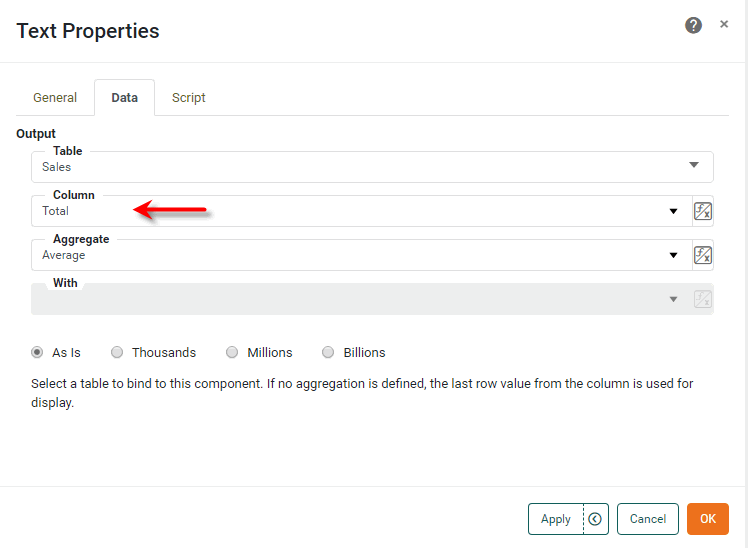 Text Properties
General Data Script
Output
Table
Sales
Column
Total
Aggregate
Average
With
As Is Thousands Millions Billions
Select a table to bind to this component. If no aggregation is defined, the last row value from the column is used for
display.
Apply Cancel OK